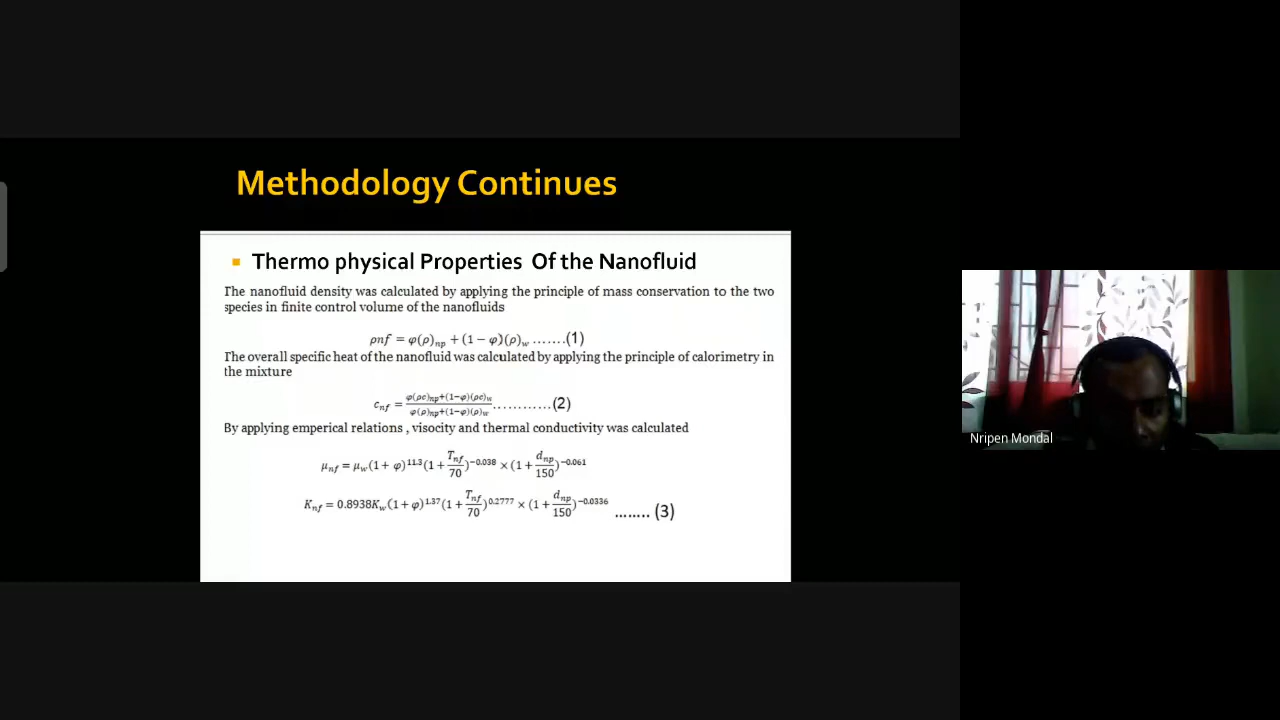 Methodology Continues
▪ Thermo physical Properties Of the Nanofluid
The nanofluid density was calculated by applying the principle of mass conservation to the two
species in finite control volume of the nanofluids
ρnf = φ(ρ)np + (1 − φ)(ρ)w .......(1)
The overall specific heat of the nanofluid was calculated by applying the principle of calorimetry in
the mixture
cnf = φ(ρc)np+(1−φ)(ρc)w / φ(ρ)np+(1−φ)(ρ)w ............(2)
By applying emperical relations , visocity and thermal conductivity was calculated
μnf = μw(1 + φ)^11.3(1 + Tnf/70)^−0.038 × (1 + dnp/150)^−0.061
Knf = 0.8938Kw(1 + φ)^1.37(1 + Tnf/70)^0.2777 × (1 + dnp/150)^−0.0336 ........ (3)
Nripen Mondal